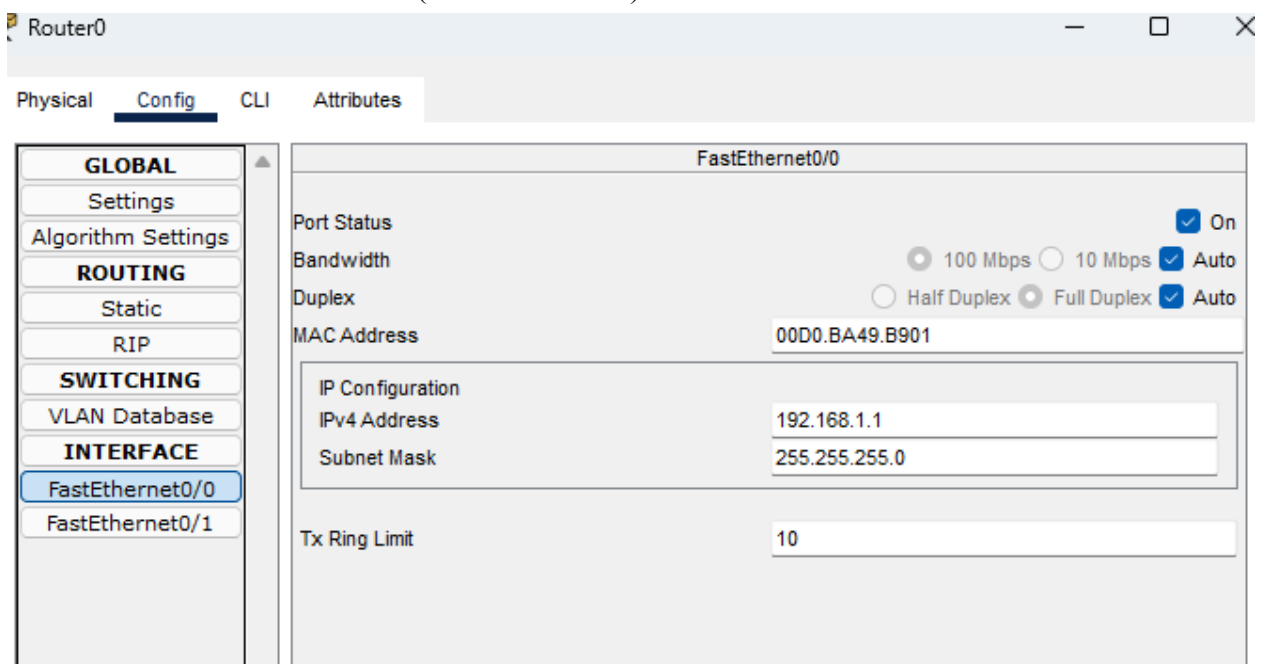 Router0
Physical Config CLI Attributes
GLOBAL
Settings
Algorithm Settings
ROUTING
Static
RIP
SWITCHING
VLAN Database
INTERFACE
FastEthernet0/0
FastEthernet0/1
FastEthernet0/0
Port Status On
Bandwidth 100 Mbps 10 Mbps Auto
Duplex Half Duplex Full Duplex Auto
MAC Address 00D0.BA49.B901
IP Configuration
IPv4 Address 192.168.1.1
Subnet Mask 255.255.255.0
Tx Ring Limit 10